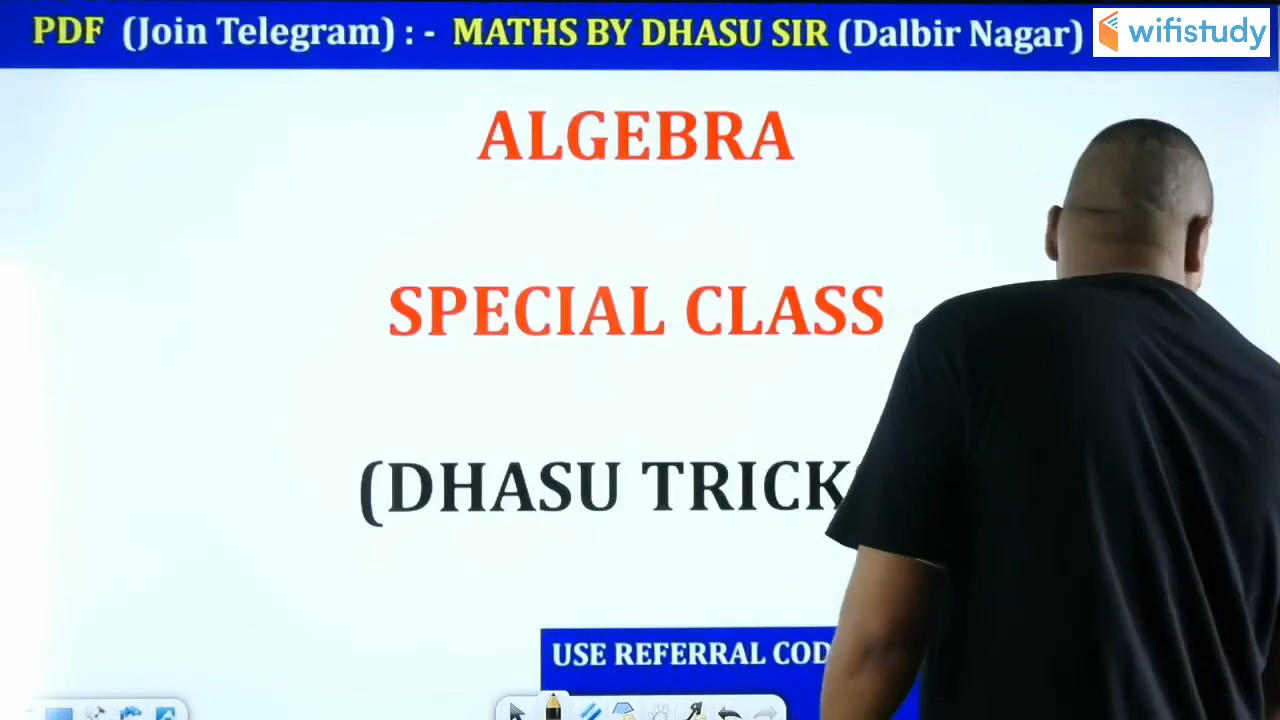 PDF (Join Telegram) : - MATHS BY DHASU SIR (Dalbir Nagar)
wifistudy
ALGEBRA
SPECIAL CLASS
(DHASU TRICK
USE REFERRAL COD